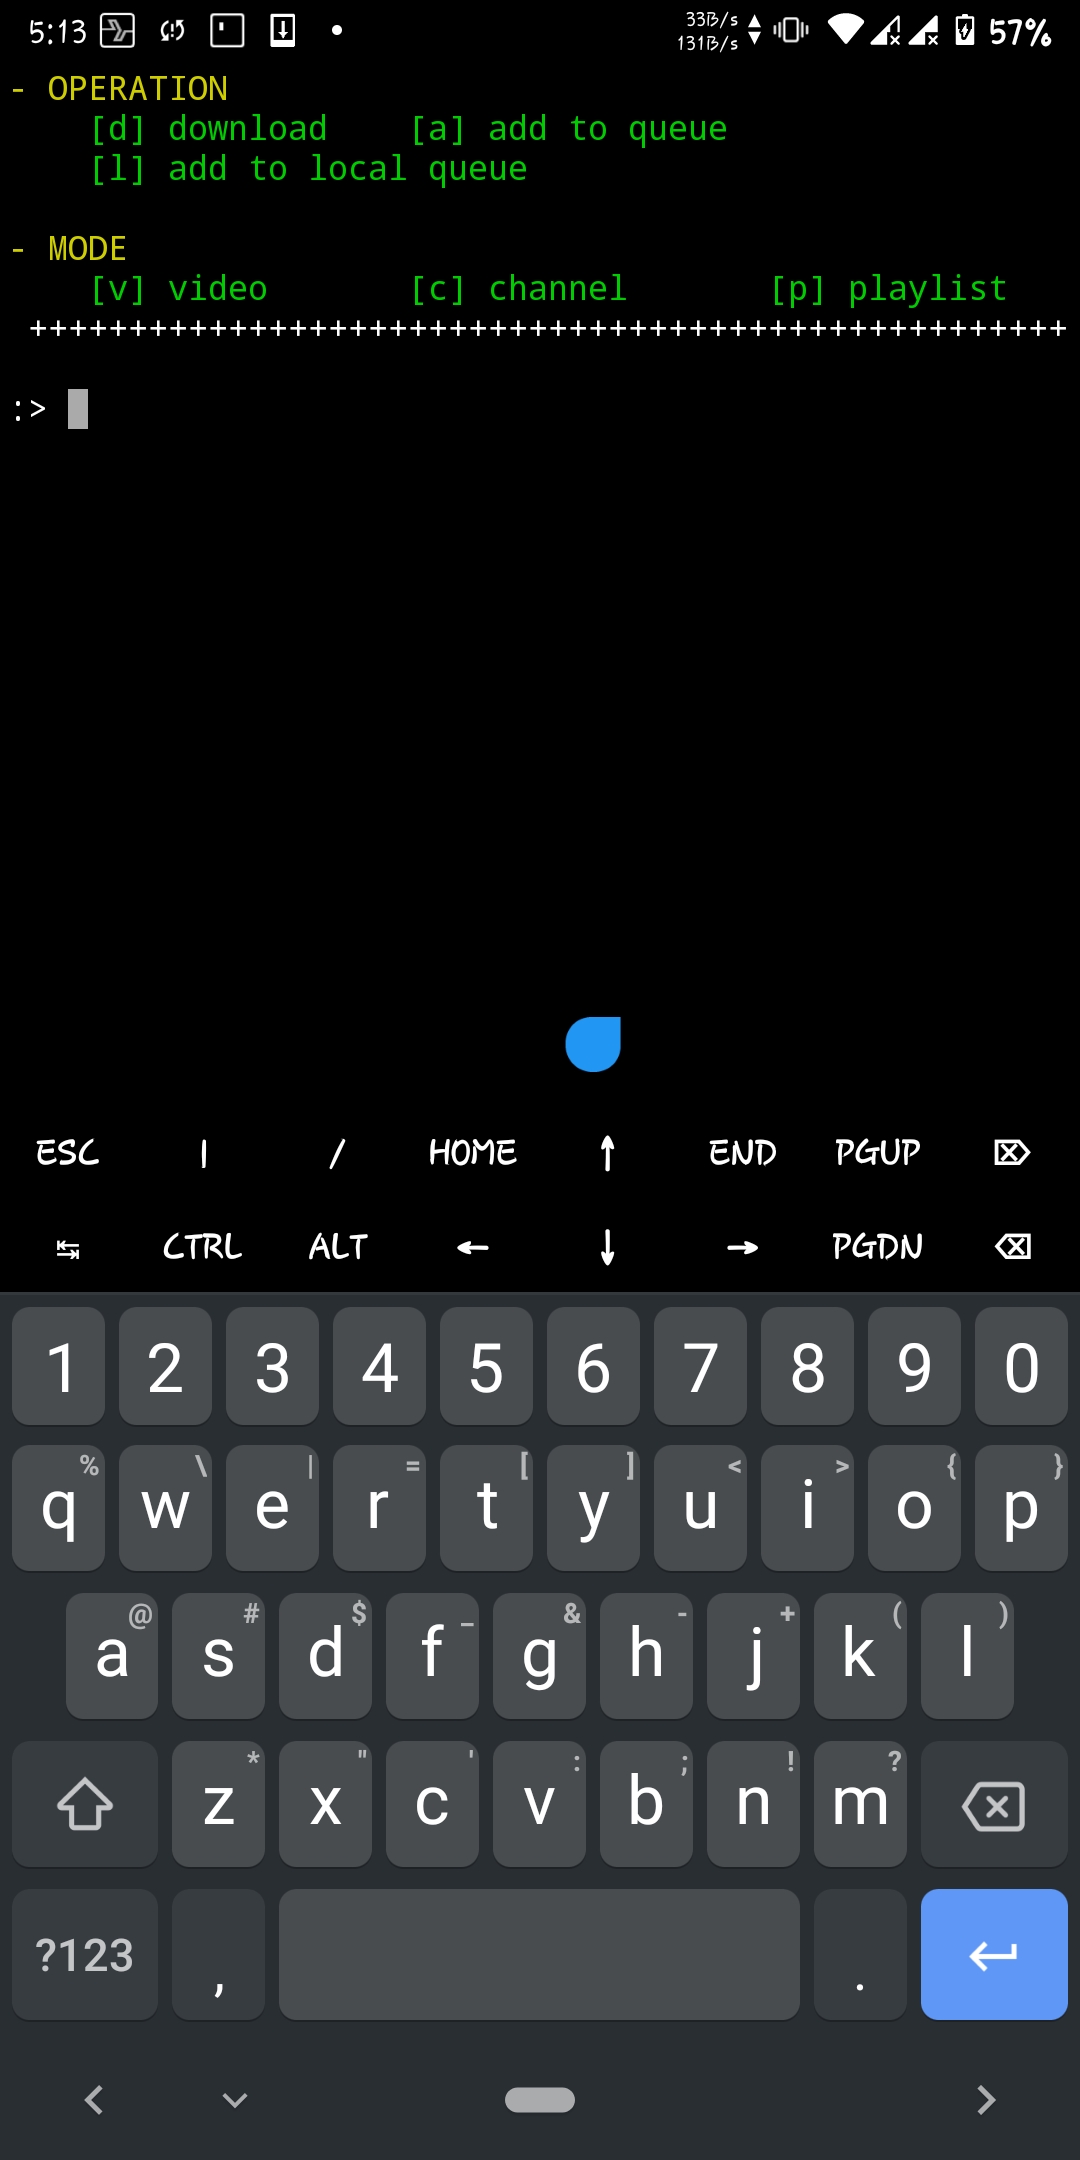 5:13 33B/s 131B/s 57%
- OPERATION
[d] download [a] add to queue
[l] add to local queue
- MODE
[v] video [c] channel [p] playlist
++++++++++++++++++++++++++++++++++++++++++++++++++++
:>
ESC | / HOME ↑ END PGUP ⌦
↹ CTRL ALT ← ↓ → PGDN ⌫
1 2 3 4 5 6 7 8 9 0
% \ | = [ ] < > { }
q w e r t y u i o p
@ # $ _ & - + ( )
a s d f g h j k l
* " ' : ; ! ?
z x c v b n m
?123 , .